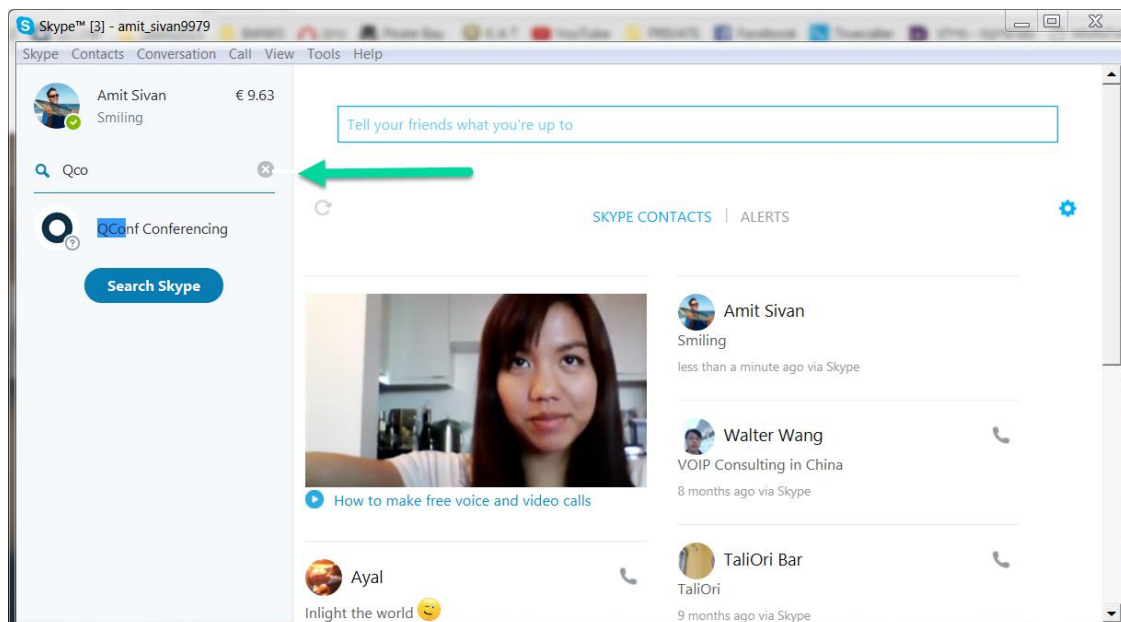 Skype™ [3] - amit_sivan9979
Skype Contacts Conversation Call View Tools Help
Amit Sivan € 9.63
Smiling
Qco
QConf Conferencing
Search Skype
Tell your friends what you're up to
SKYPE CONTACTS | ALERTS
How to make free voice and video calls
Ayal
Inlight the world
Amit Sivan
Smiling
less than a minute ago via Skype
Walter Wang
VOIP Consulting in China
8 months ago via Skype
TaliOri Bar
TaliOri
9 months ago via Skype